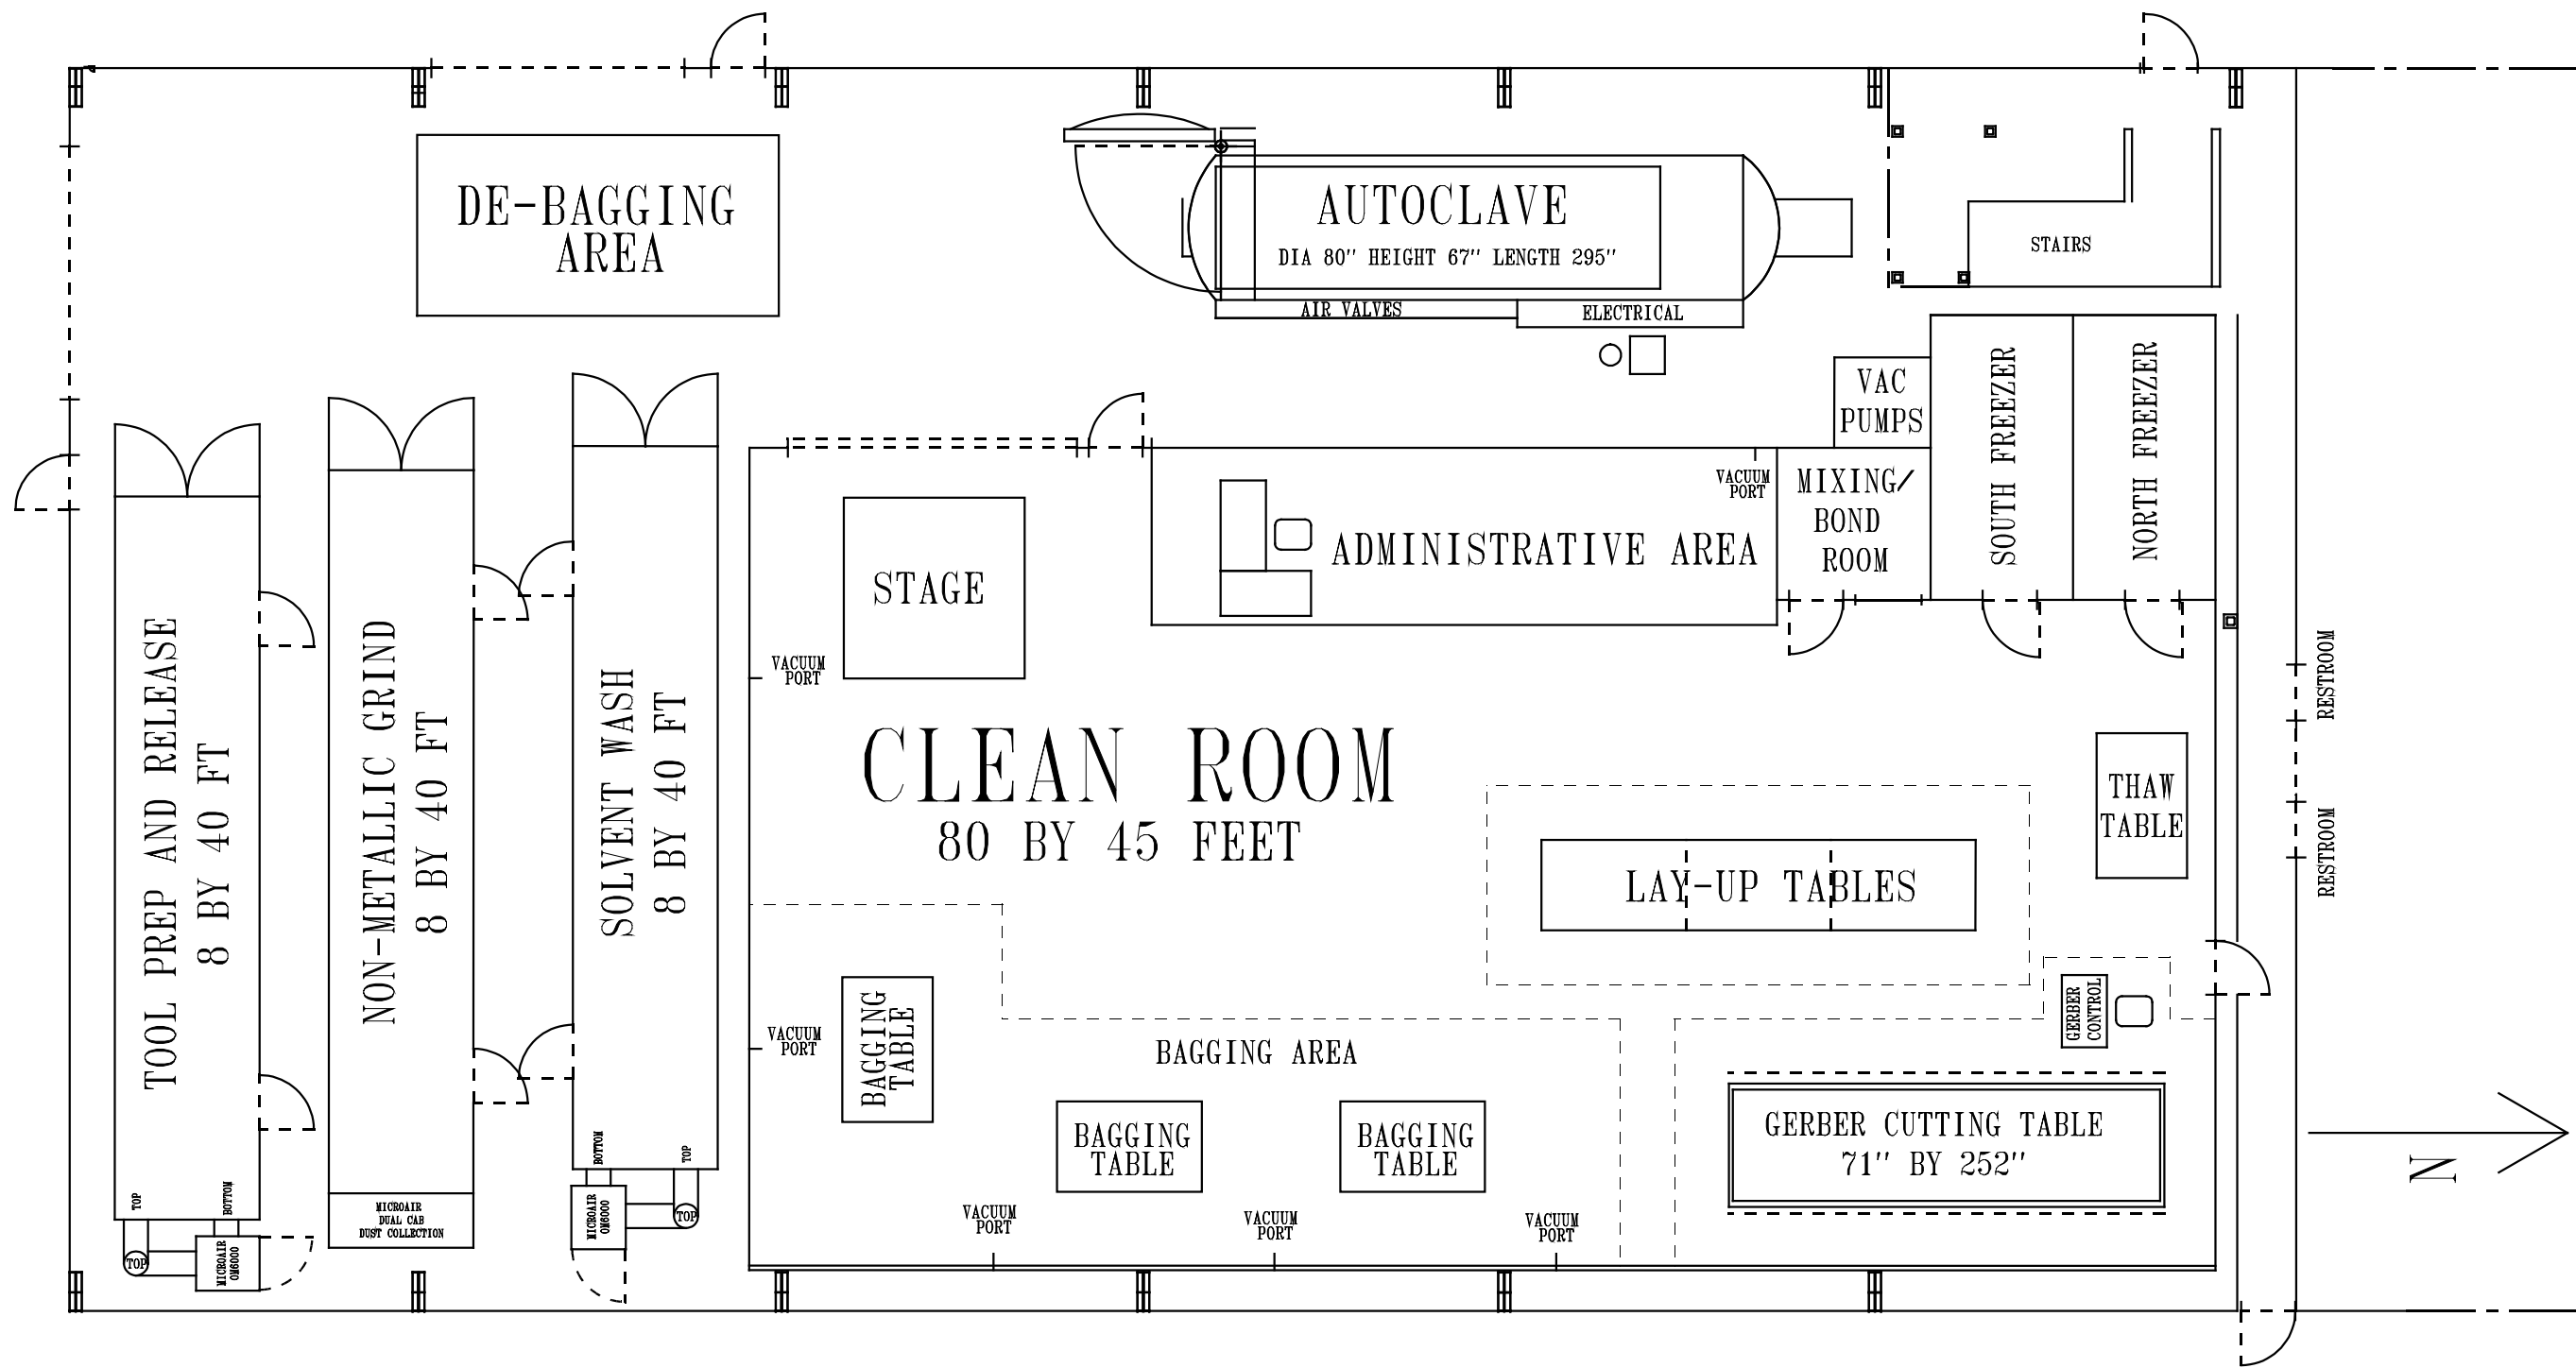 DE-BAGGING
AREA
AUTOCLAVE
DIA 80" HEIGHT 67" LENGTH 295"
AIR VALVES
ELECTRICAL
STAIRS
VAC
PUMPS
SOUTH FREEZER
NORTH FREEZER
VACUUM
PORT
MIXING/
BOND
ROOM
ADMINISTRATIVE AREA
STAGE
VACUUM
PORT
TOOL PREP AND RELEASE
8 BY 40 FT
NON-METALLIC GRIND
8 BY 40 FT
SOLVENT WASH
8 BY 40 FT
CLEAN ROOM
80 BY 45 FEET
RESTROOM
RESTROOM
THAW
TABLE
LAY-UP TABLES
GERBER
CONTROL
VACUUM
PORT
BAGGING
TABLE
BAGGING AREA
BAGGING
TABLE
BAGGING
TABLE
GERBER CUTTING TABLE
71" BY 252"
N
VACUUM
PORT
VACUUM
PORT
VACUUM
PORT
TOP
BOTTOM
TOP
MICROAIR
OM6000
MICROAIR
DUAL CAB
DUST COLLECTION
BOTTOM
TOP
MICROAIR
OM6000
TOP